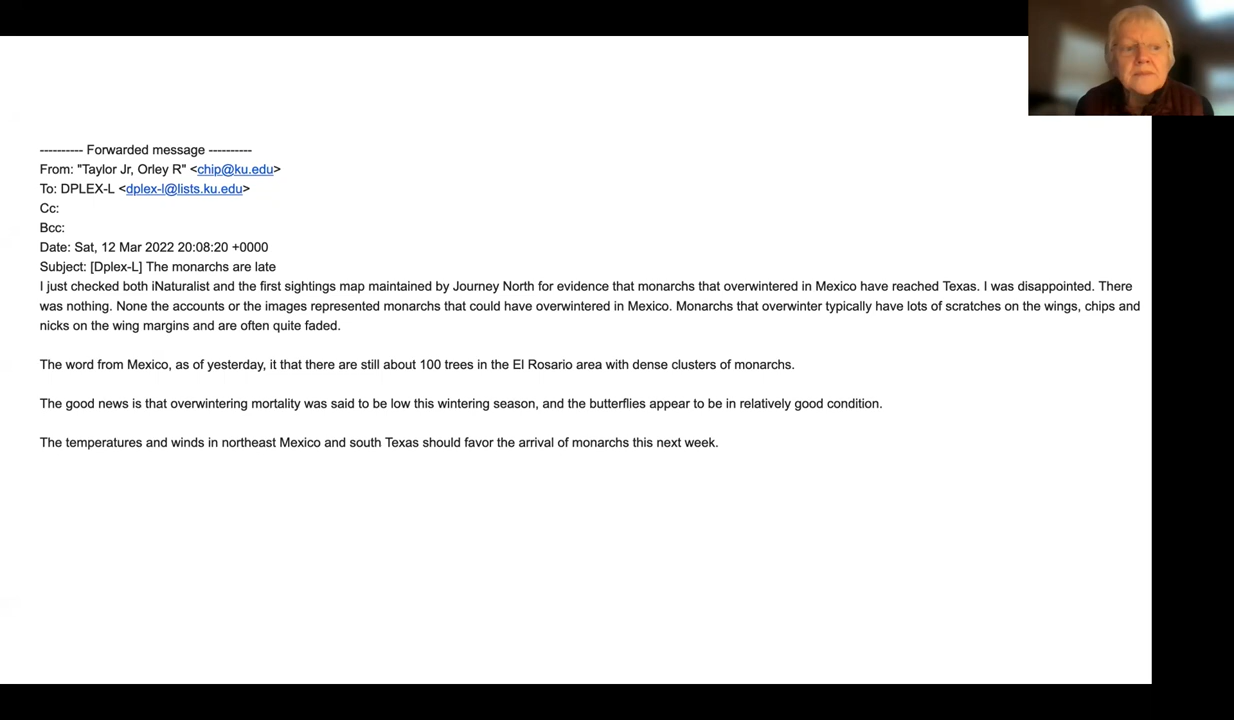 ---------- Forwarded message ----------
From: "Taylor Jr, Orley R" <chip@ku.edu>
To: DPLEX-L <dplex-l@lists.ku.edu>
Cc:
Bcc:
Date: Sat, 12 Mar 2022 20:08:20 +0000
Subject: [Dplex-L] The monarchs are late
I just checked both iNaturalist and the first sightings map maintained by Journey North for evidence that monarchs that overwintered in Mexico have reached Texas. I was disappointed. There
was nothing. None the accounts or the images represented monarchs that could have overwintered in Mexico. Monarchs that overwinter typically have lots of scratches on the wings, chips and
nicks on the wing margins and are often quite faded.
The word from Mexico, as of yesterday, it that there are still about 100 trees in the El Rosario area with dense clusters of monarchs.
The good news is that overwintering mortality was said to be low this wintering season, and the butterflies appear to be in relatively good condition.
The temperatures and winds in northeast Mexico and south Texas should favor the arrival of monarchs this next week.